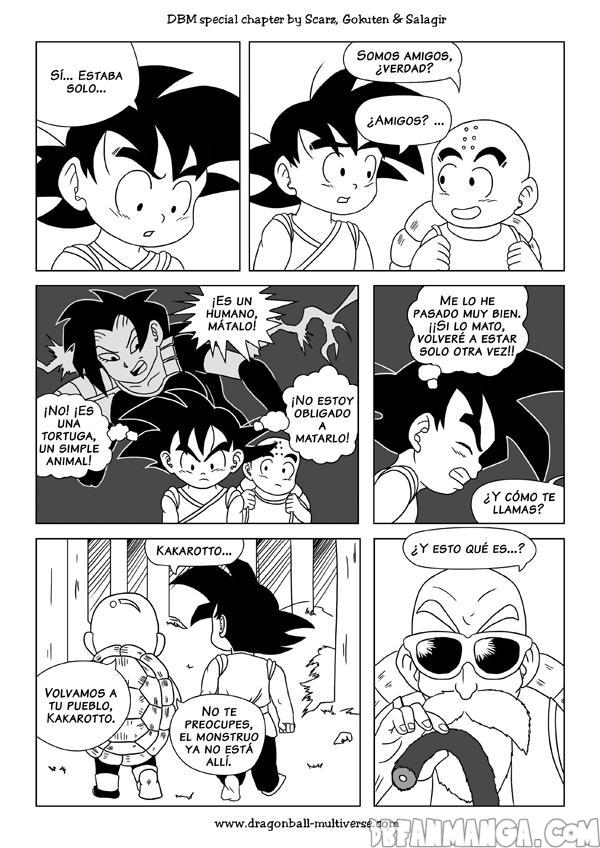 DBM special chapter by Scarz, Gokuten & Salagir
Sí... Estaba
solo...
Somos amigos,
¿verdad?
¿Amigos? ...
¡Es un
humano,
mátalo!
¡No! ¡Es
una
tortuga,
un simple
animal!
¡No estoy
obligado
a
matarlo!
Me lo he
pasado muy bien.
¡¡Si lo mato,
volveré a estar
solo otra vez!!
¿Y cómo te
llamas?
Kakarotto...
Volvamos a
tu pueblo,
Kakarotto.
No te
preocupes,
el monstruo
ya no está
allí.
¿Y esto qué es...?
www.dragonball-multiverse.com
DBFANMANGA.COM